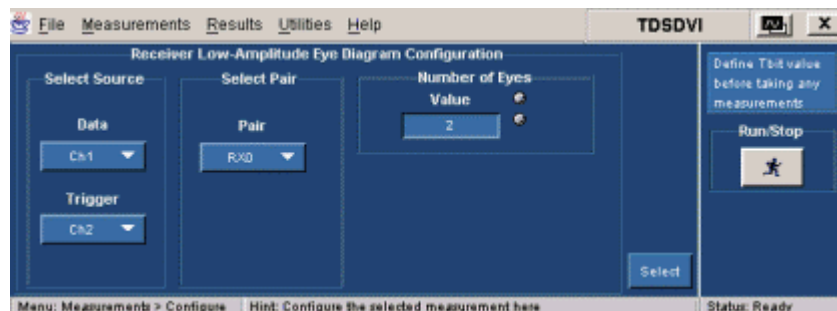 File Measurements Results Utilities Help TDSDVI
Receiver Low-Amplitude Eye Diagram Configuration
Select Source
Data
Ch1
Trigger
Ch2
Select Pair
Pair
RX0
Number of Eyes
Value
2
Select
Define Tbit value
before taking any
measurements
Run/Stop
Menu: Measurements > Configure
Hint: Configure the selected measurement here
Status: Ready